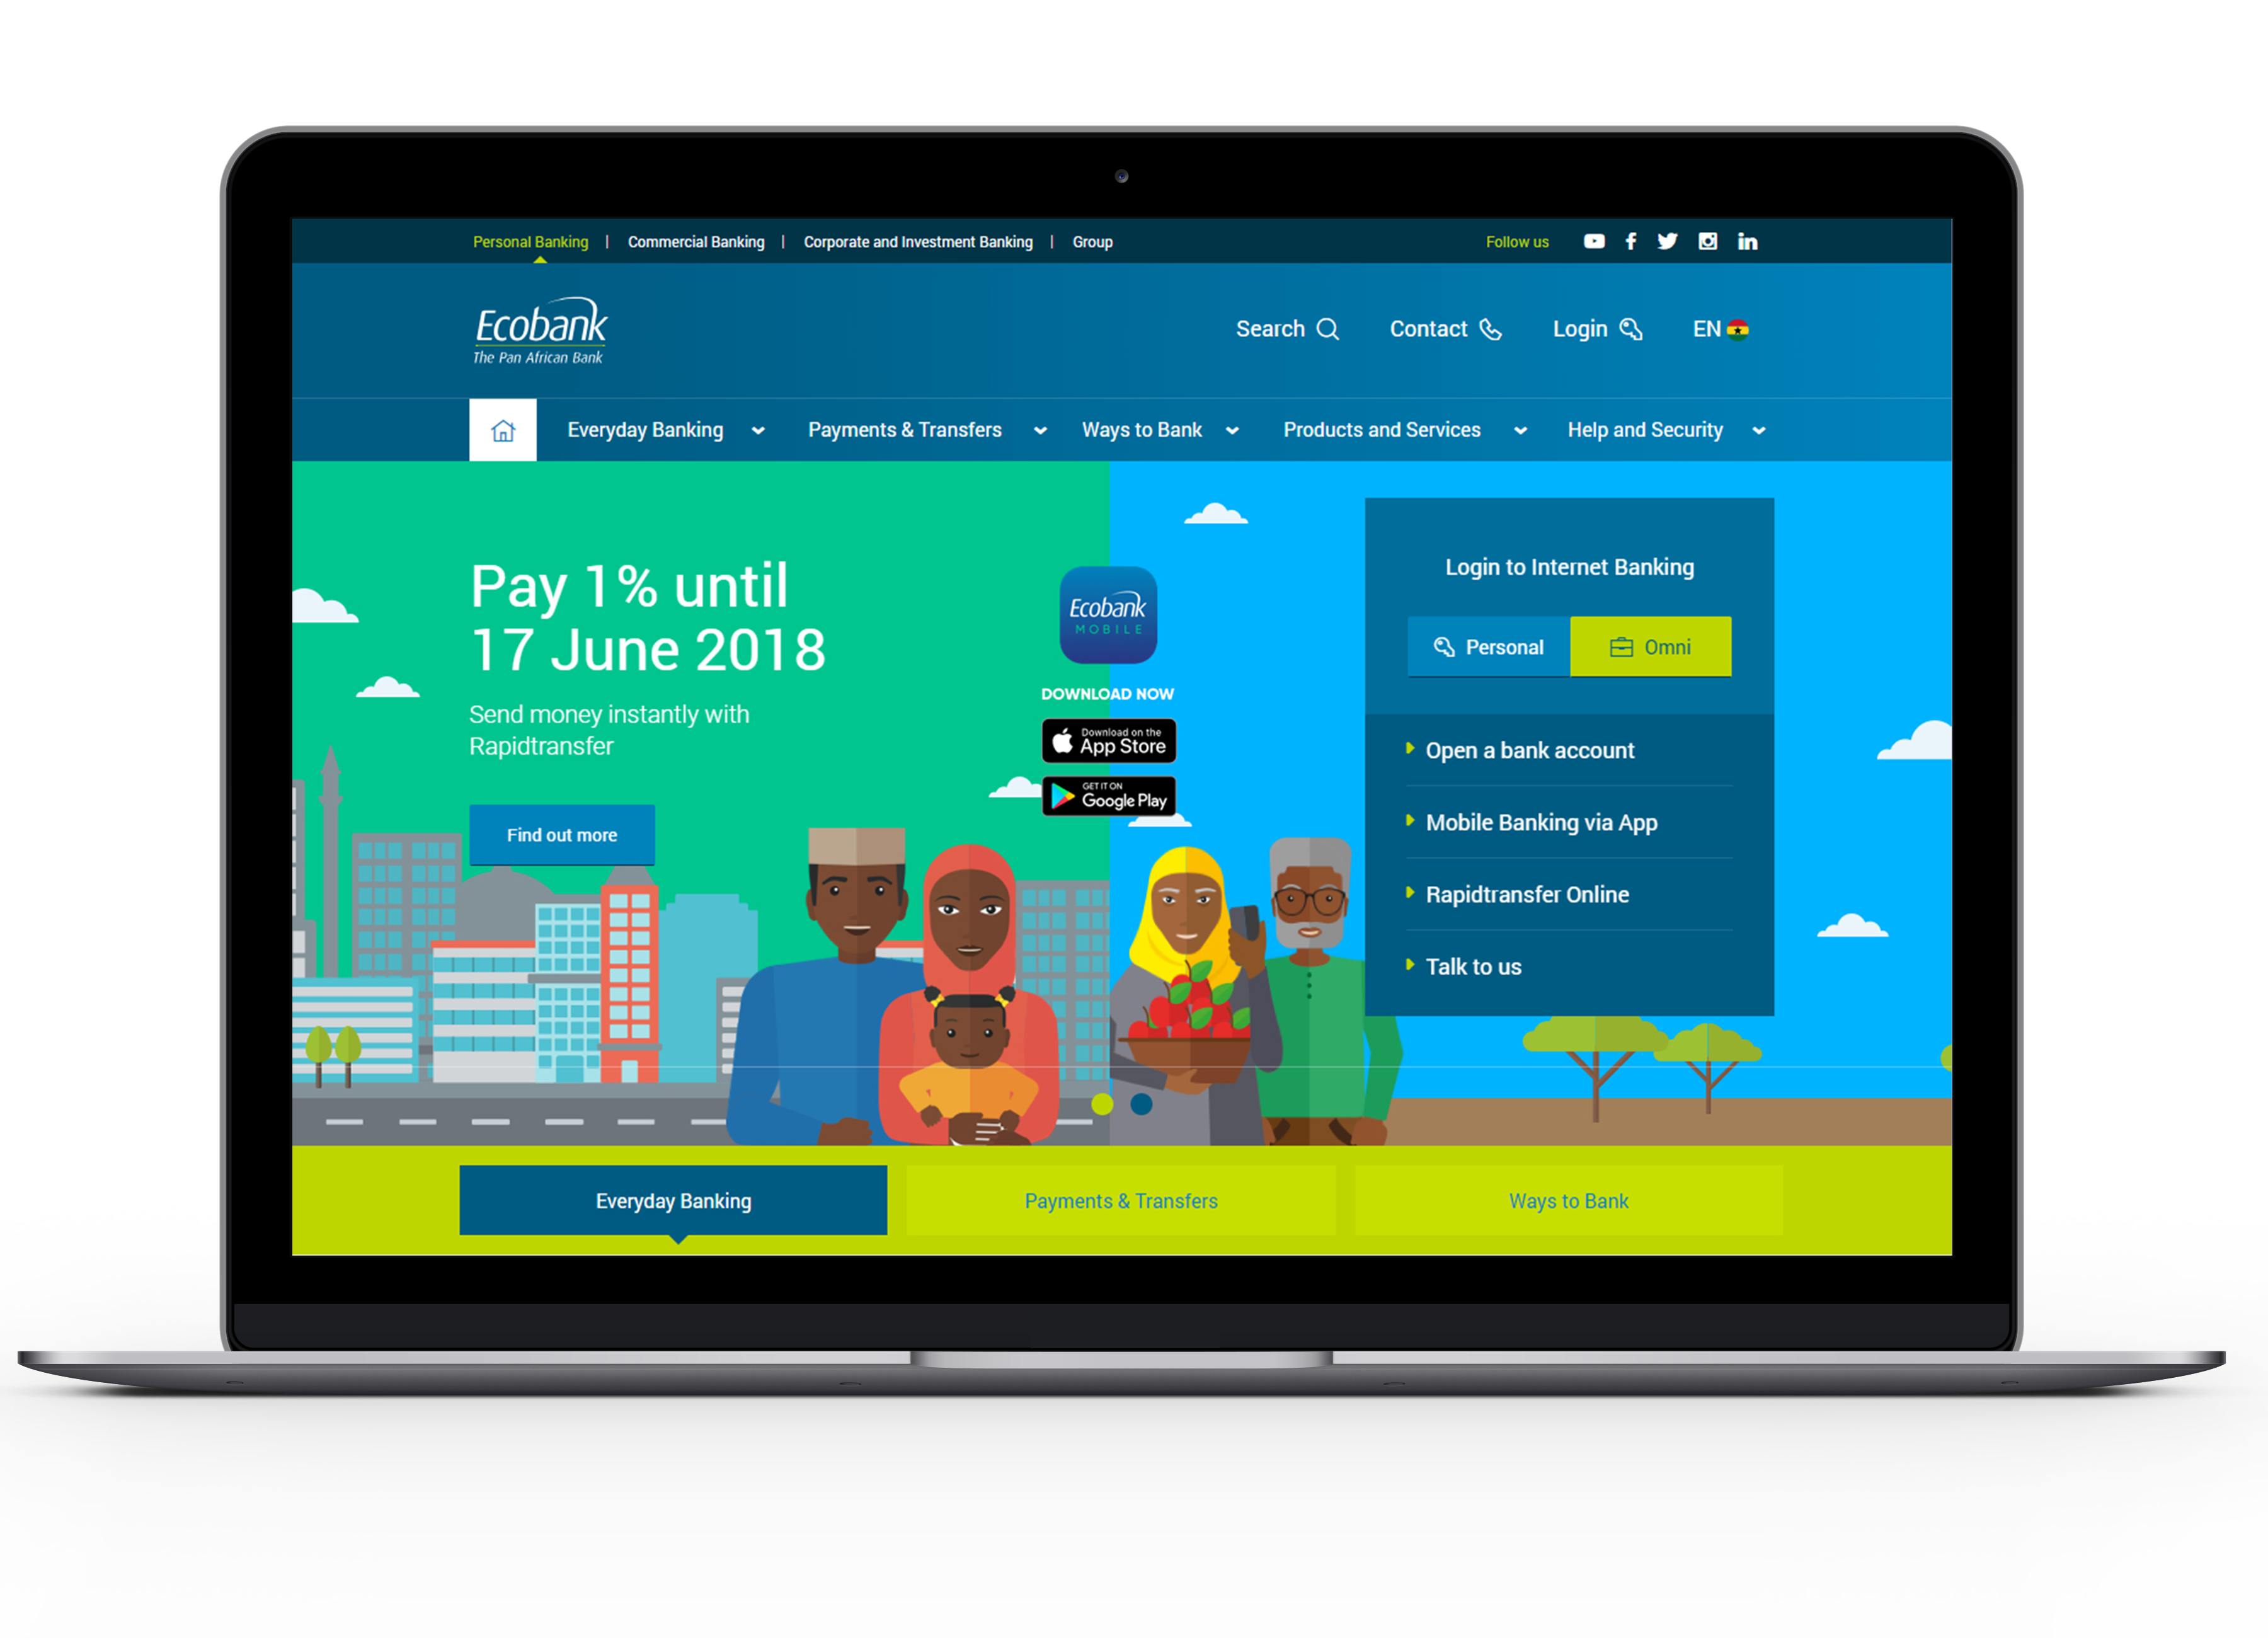 Personal Banking | Commercial Banking | Corporate and Investment Banking | Group
Follow us
Ecobank
The Pan African Bank
Search
Contact
Login
EN
Everyday Banking
Payments & Transfers
Ways to Bank
Products and Services
Help and Security
Pay 1% until
17 June 2018
Send money instantly with
Rapidtransfer
Find out more
Ecobank
MOBILE
DOWNLOAD NOW
Download on the
App Store
GET IT ON
Google Play
Login to Internet Banking
Personal
Omni
Open a bank account
Mobile Banking via App
Rapidtransfer Online
Talk to us
Everyday Banking
Payments & Transfers
Ways to Bank